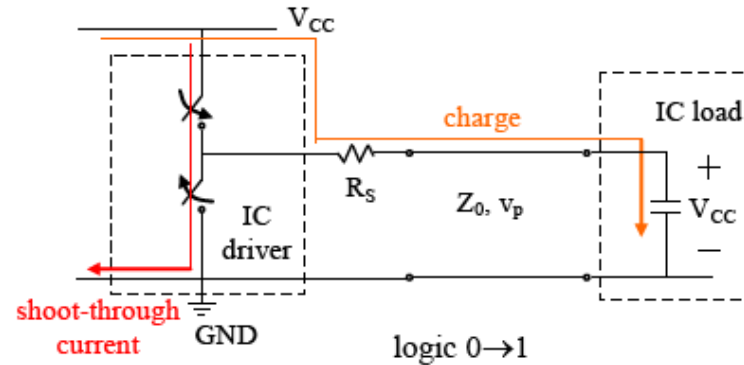 V_CC
charge
IC load
+
R_S
Z_0, v_p
V_CC
–
IC
driver
shoot-through
current
GND
logic 0→1